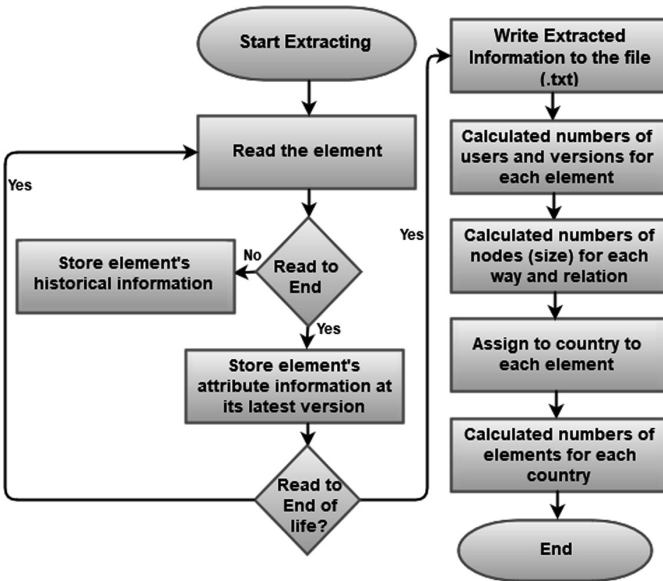 Start Extracting
Read the element
Yes
Read to
End
No
Store element's
historical information
Yes
Store element's
attribute information at
its latest version
Read to
End of
life?
Yes
Write Extracted
Information to the file
(.txt)
Calculated numbers of
users and versions for
each element
Calculated numbers of
nodes (size) for each
way and relation
Assign to country to
each element
Calculated numbers of
elements for each
country
End